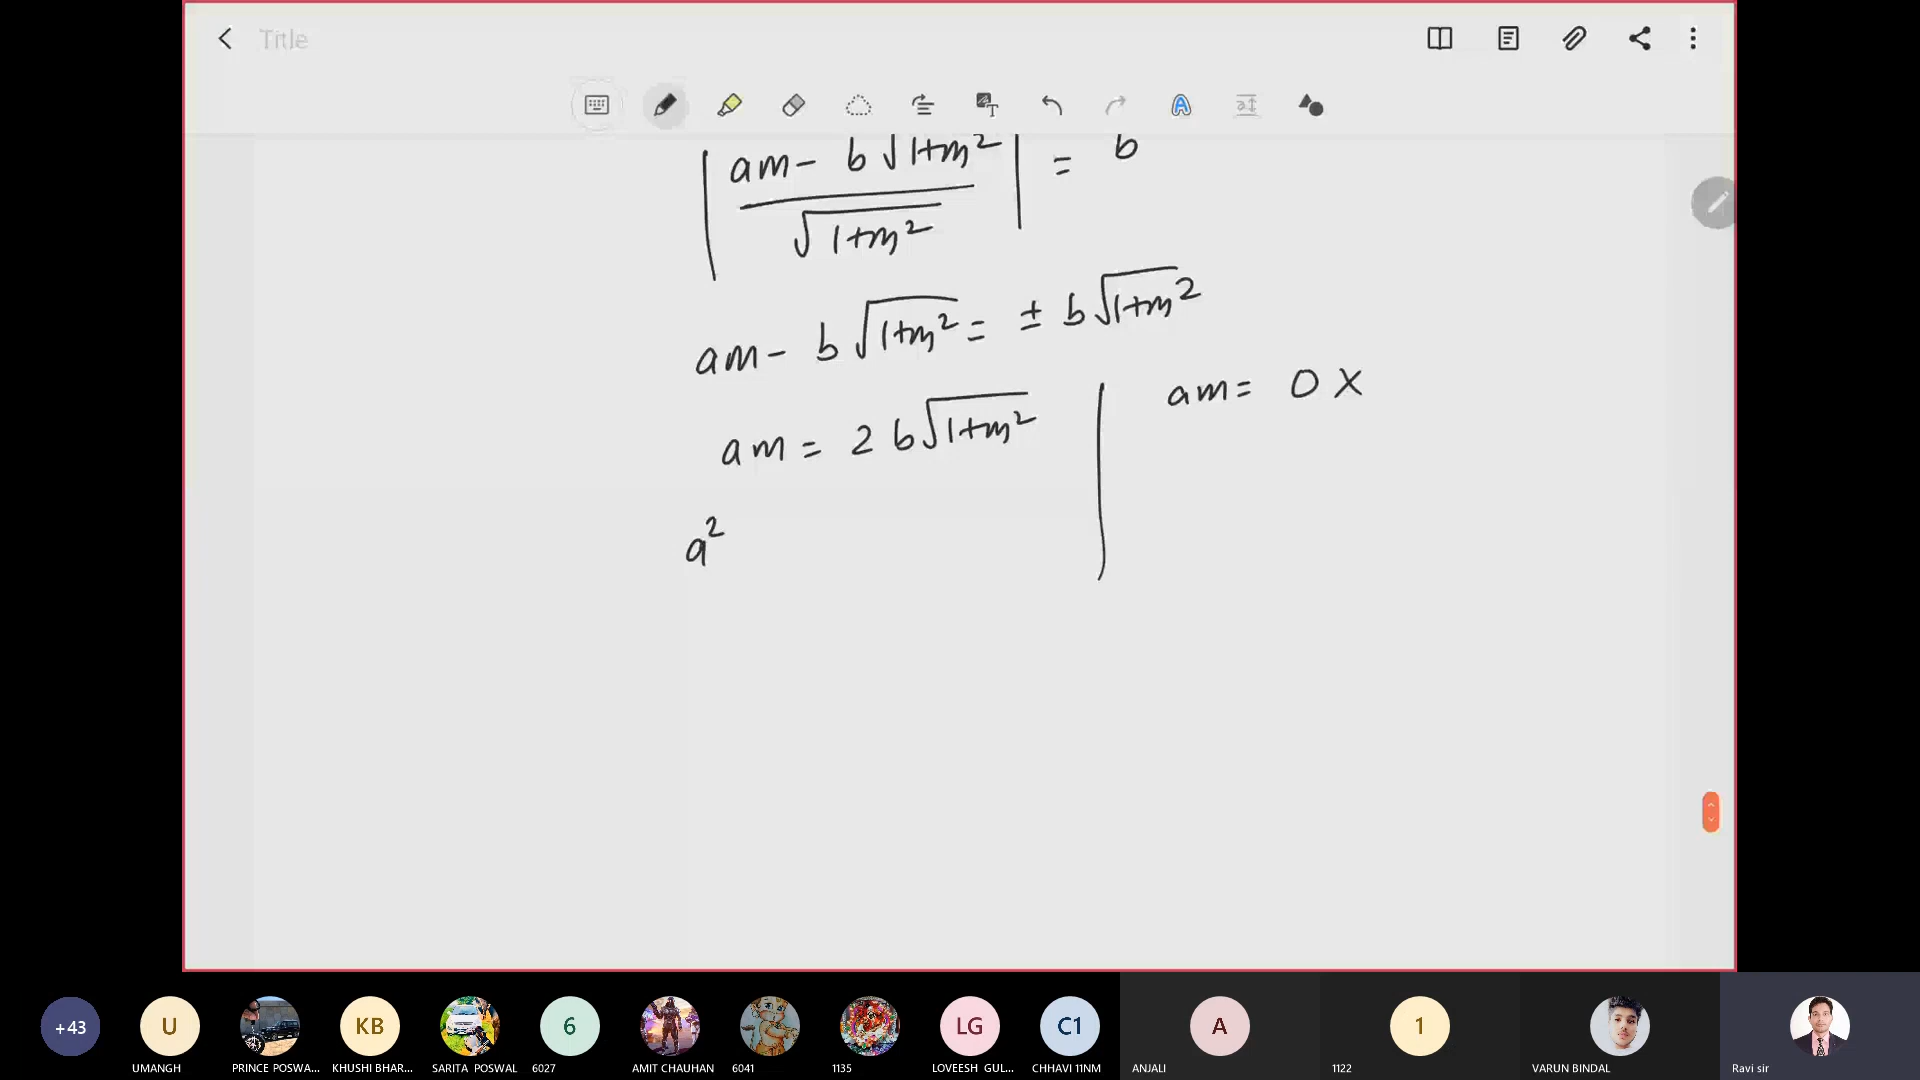 Title
|am - b√1+m² / √1+m²| = b
am - b√1+m² = ± b√1+m²
am = 2b√1+m² | am = 0 X
a²
+43 U KB 6 LG C1 A 1
UMANGH PRINCE POSWA... KHUSHI BHAR... SARITA POSWAL 6027 AMIT CHAUHAN 6041 1135 LOVEESH GUL... CHHAVI 11NM ANJALI 1122 VARUN BINDAL Ravi sir